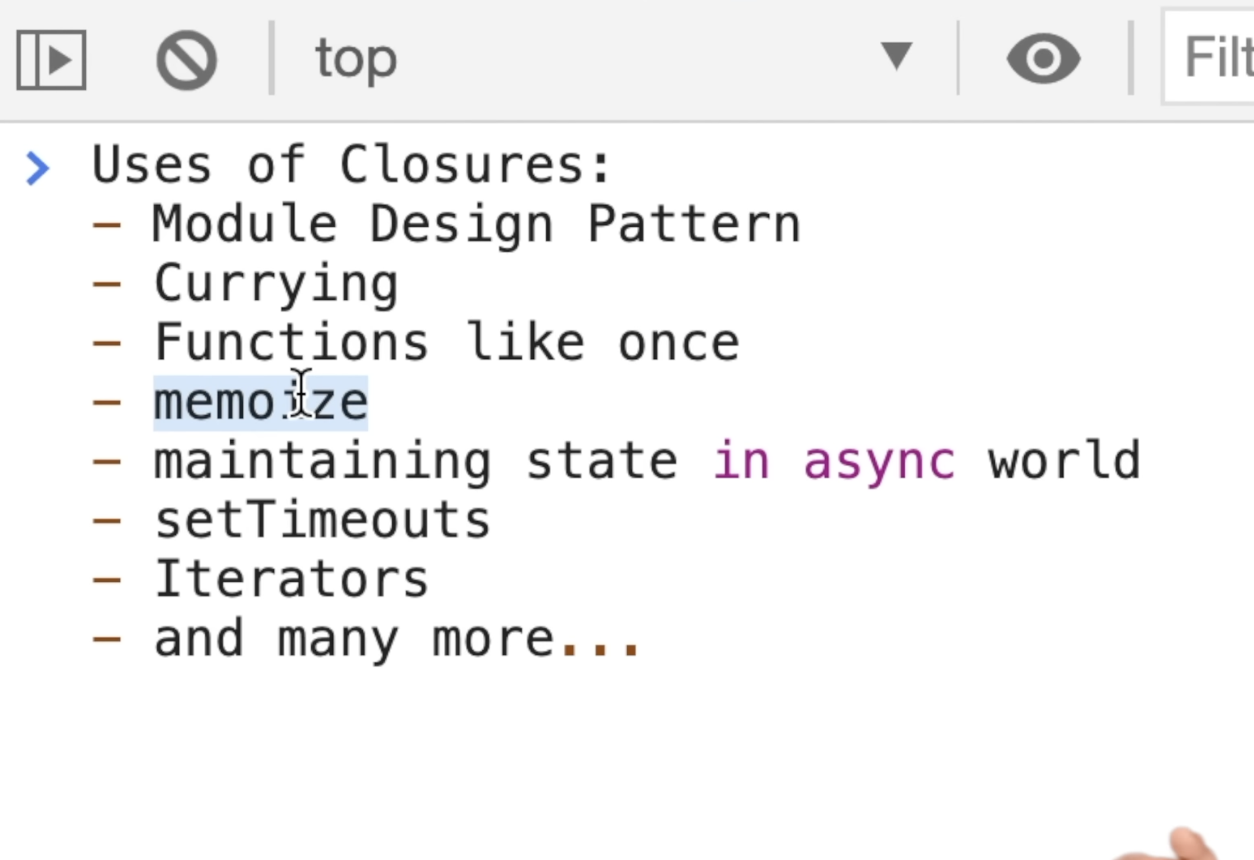 top Filt
Uses of Closures:
- Module Design Pattern
- Currying
- Functions like once
- memoize
- maintaining state in async world
- setTimeouts
- Iterators
- and many more...